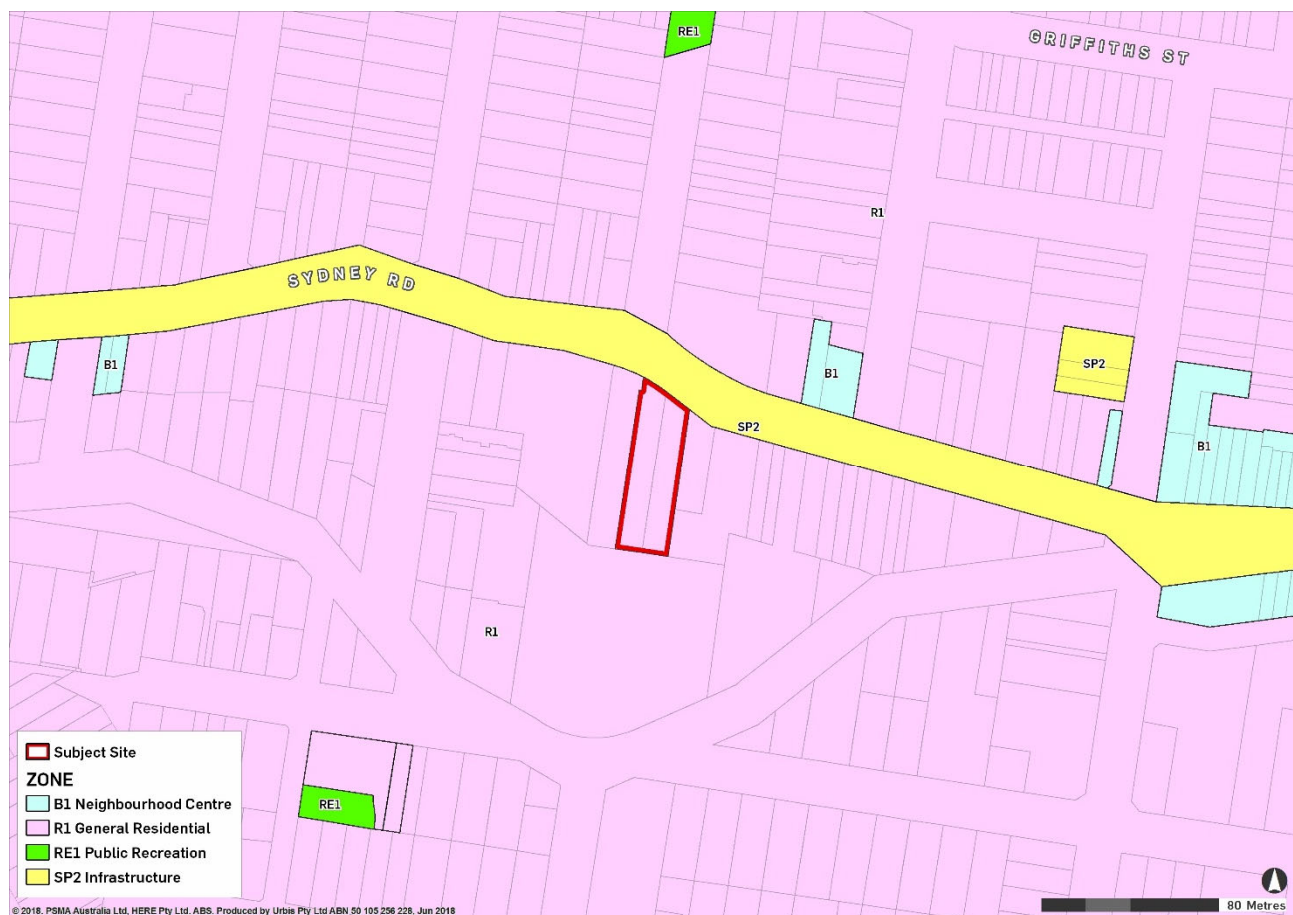 RE1
GRIFFITHS ST
R1
SYDNEY RD
B1
B1
SP2
SP2
B1
R1
RE1
Subject Site
ZONE
B1 Neighbourhood Centre
R1 General Residential
RE1 Public Recreation
SP2 Infrastructure
80 Metres
© 2018. PSMA Australia Ltd, HERE Pty Ltd. ABS. Produced by Urbis Pty Ltd ABN 50 105 256 228. Jun 2018